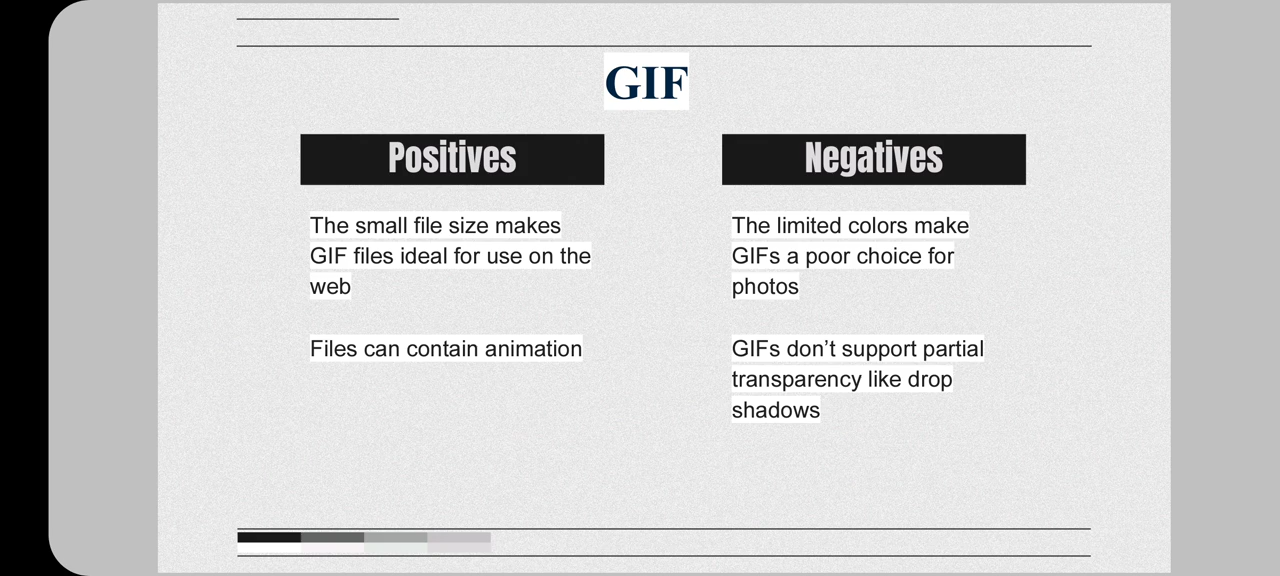 GIF
Positives
Negatives
The small file size makes
GIF files ideal for use on the
web
Files can contain animation
The limited colors make
GIFs a poor choice for
photos
GIFs don’t support partial
transparency like drop
shadows